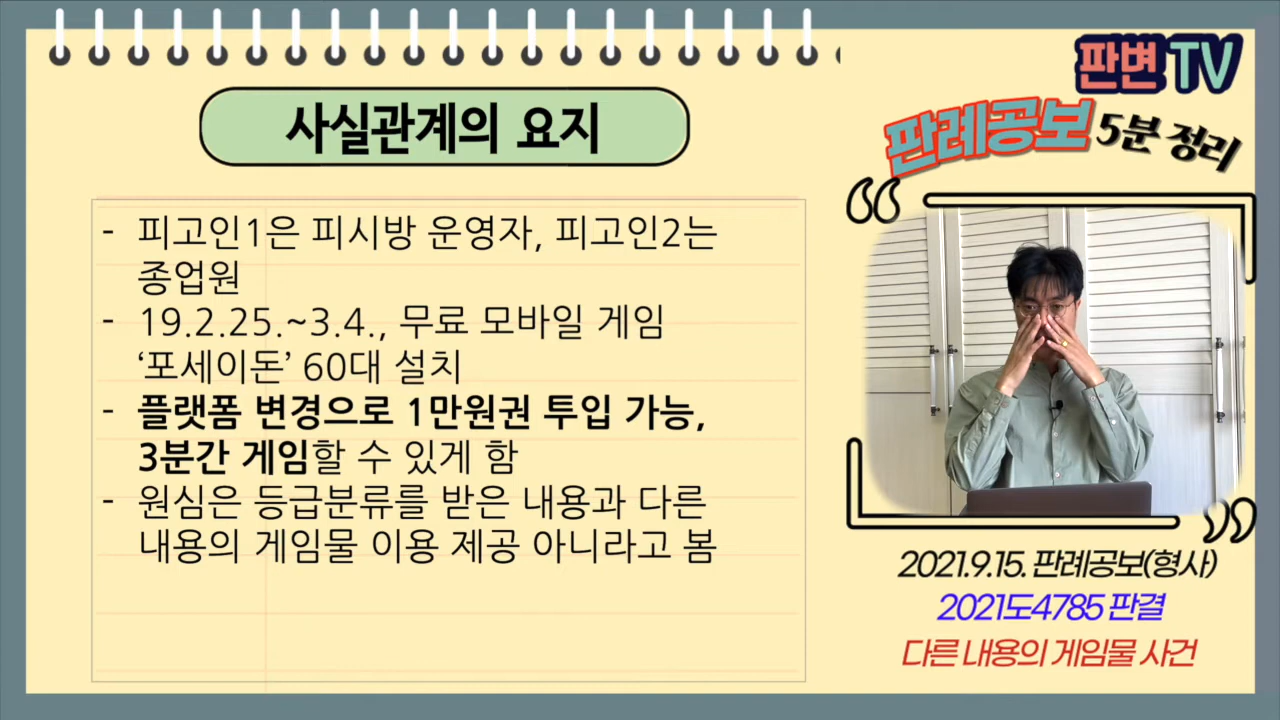 사실관계의 요지
- 피고인1은 피시방 운영자, 피고인2는
종업원
- 19.2.25.~3.4., 무료 모바일 게임
‘포세이돈’ 60대 설치
- 플랫폼 변경으로 1만원권 투입 가능,
3분간 게임할 수 있게 함
- 원심은 등급분류를 받은 내용과 다른
내용의 게임물 이용 제공 아니라고 봄
판변 TV
판례공보 5분 정리
2021.9.15. 판례공보(형사)
2021도4785 판결
다른 내용의 게임물 사건